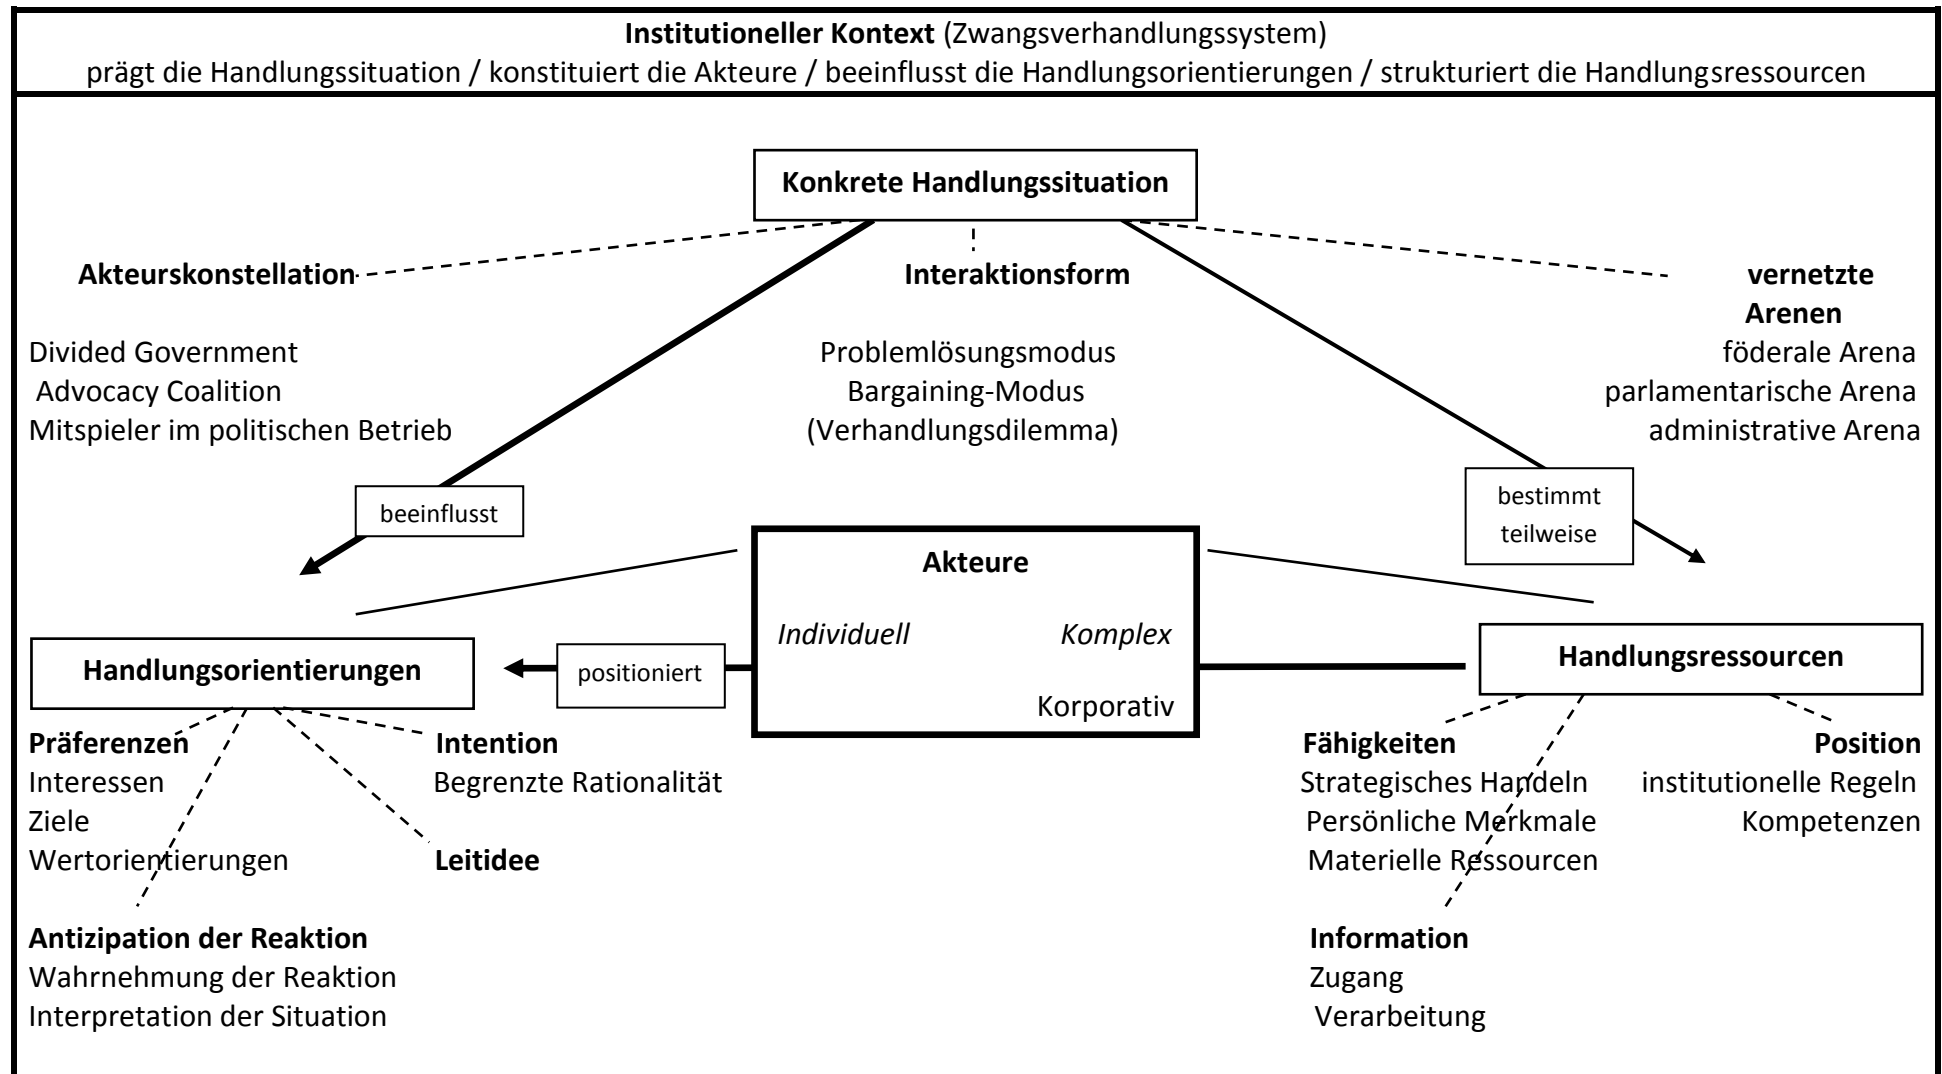 Institutioneller Kontext (Zwangsverhandlungssystem)
prägt die Handlungssituation / konstituiert die Akteure / beeinflusst die Handlungsorientierungen / strukturiert die Handlungsressourcen
Konkrete Handlungssituation
Akteurskonstellation
Divided Government
Advocacy Coalition
Mitspieler im politischen Betrieb
Interaktionsform
Problemlösungsmodus
Bargaining-Modus
(Verhandlungsdilemma)
vernetzte
Arenen
föderale Arena
parlamentarische Arena
administrative Arena
beeinflusst
bestimmt
teilweise
Akteure
Individuell Komplex
Korporativ
Handlungsorientierungen
positioniert
Handlungsressourcen
Präferenzen
Interessen
Ziele
Wertorientierungen
Intention
Begrenzte Rationalität
Leitidee
Antizipation der Reaktion
Wahrnehmung der Reaktion
Interpretation der Situation
Fähigkeiten
Strategisches Handeln
Persönliche Merkmale
Materielle Ressourcen
Position
institutionelle Regeln
Kompetenzen
Information
Zugang
Verarbeitung